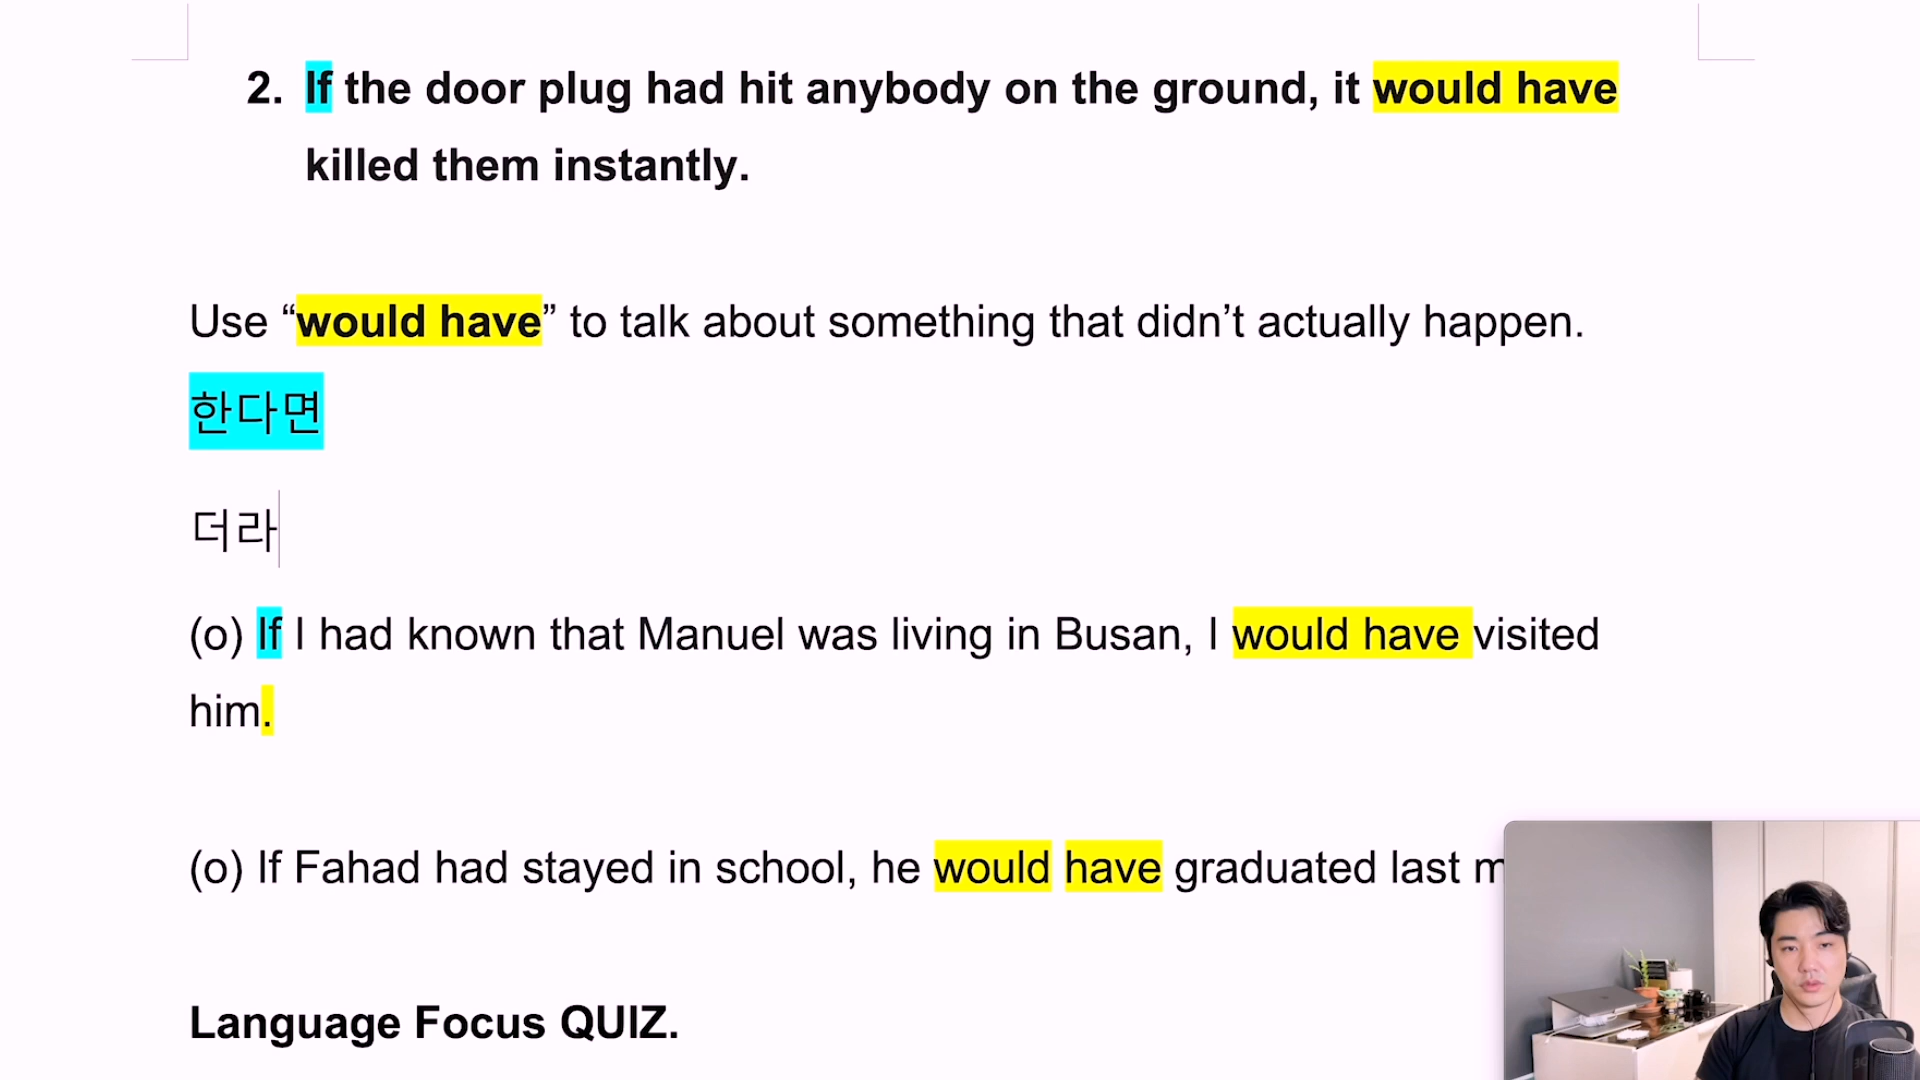 2. If the door plug had hit anybody on the ground, it would have
killed them instantly.
Use “would have” to talk about something that didn’t actually happen.
한다면
더라
(o) If I had known that Manuel was living in Busan, I would have visited
him.
(o) If Fahad had stayed in school, he would have graduated last
Language Focus QUIZ.